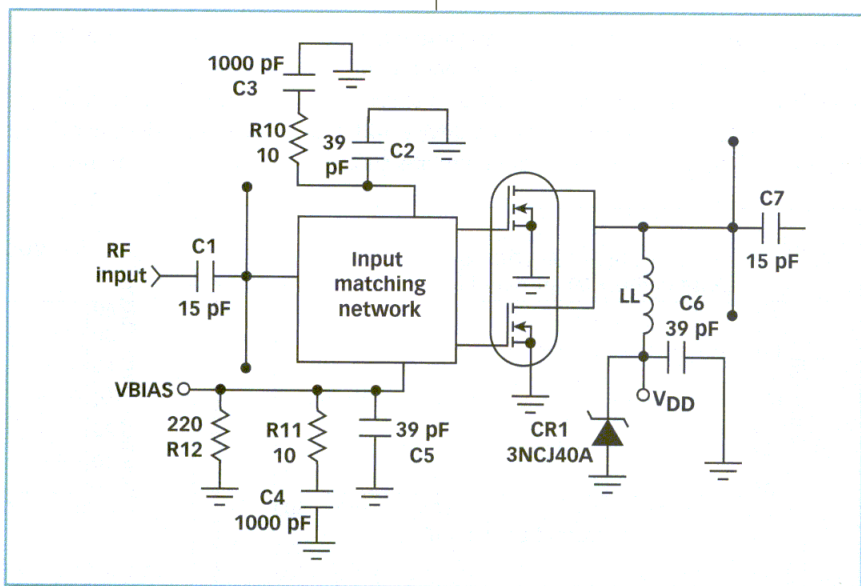 1000 pF
C3
R10
10
39
pF
C2
C7
15 pF
RF
input
C1
15 pF
Input
matching
network
LL
C6
39 pF
VBIAS
VDD
220
R12
R11
10
39 pF
C5
CR1
3NCJ40A
C4
1000 pF